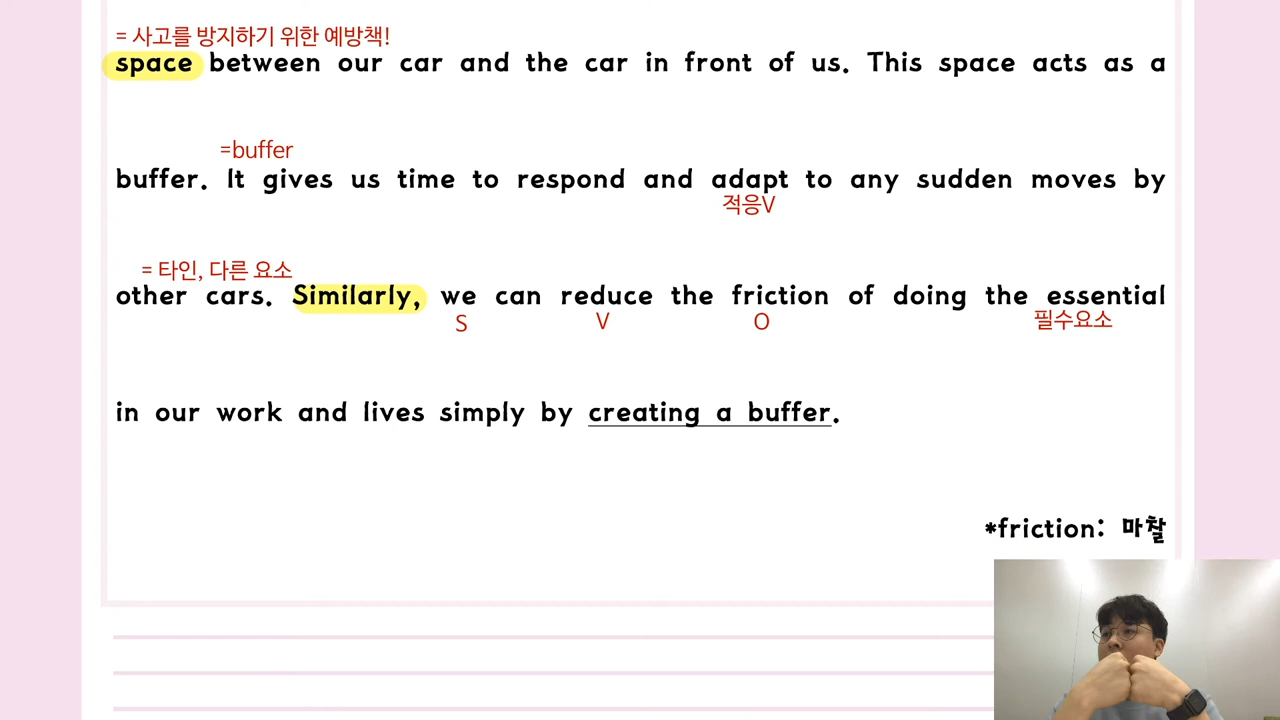 = 사고를 방지하기 위한 예방책!
space between our car and the car in front of us. This space acts as a
=buffer
buffer. It gives us time to respond and adapt to any sudden moves by
적응V
= 타인, 다른 요소
other cars. Similarly, we can reduce the friction of doing the essential
S V O 필수요소
in our work and lives simply by creating a buffer.
*friction: 마찰